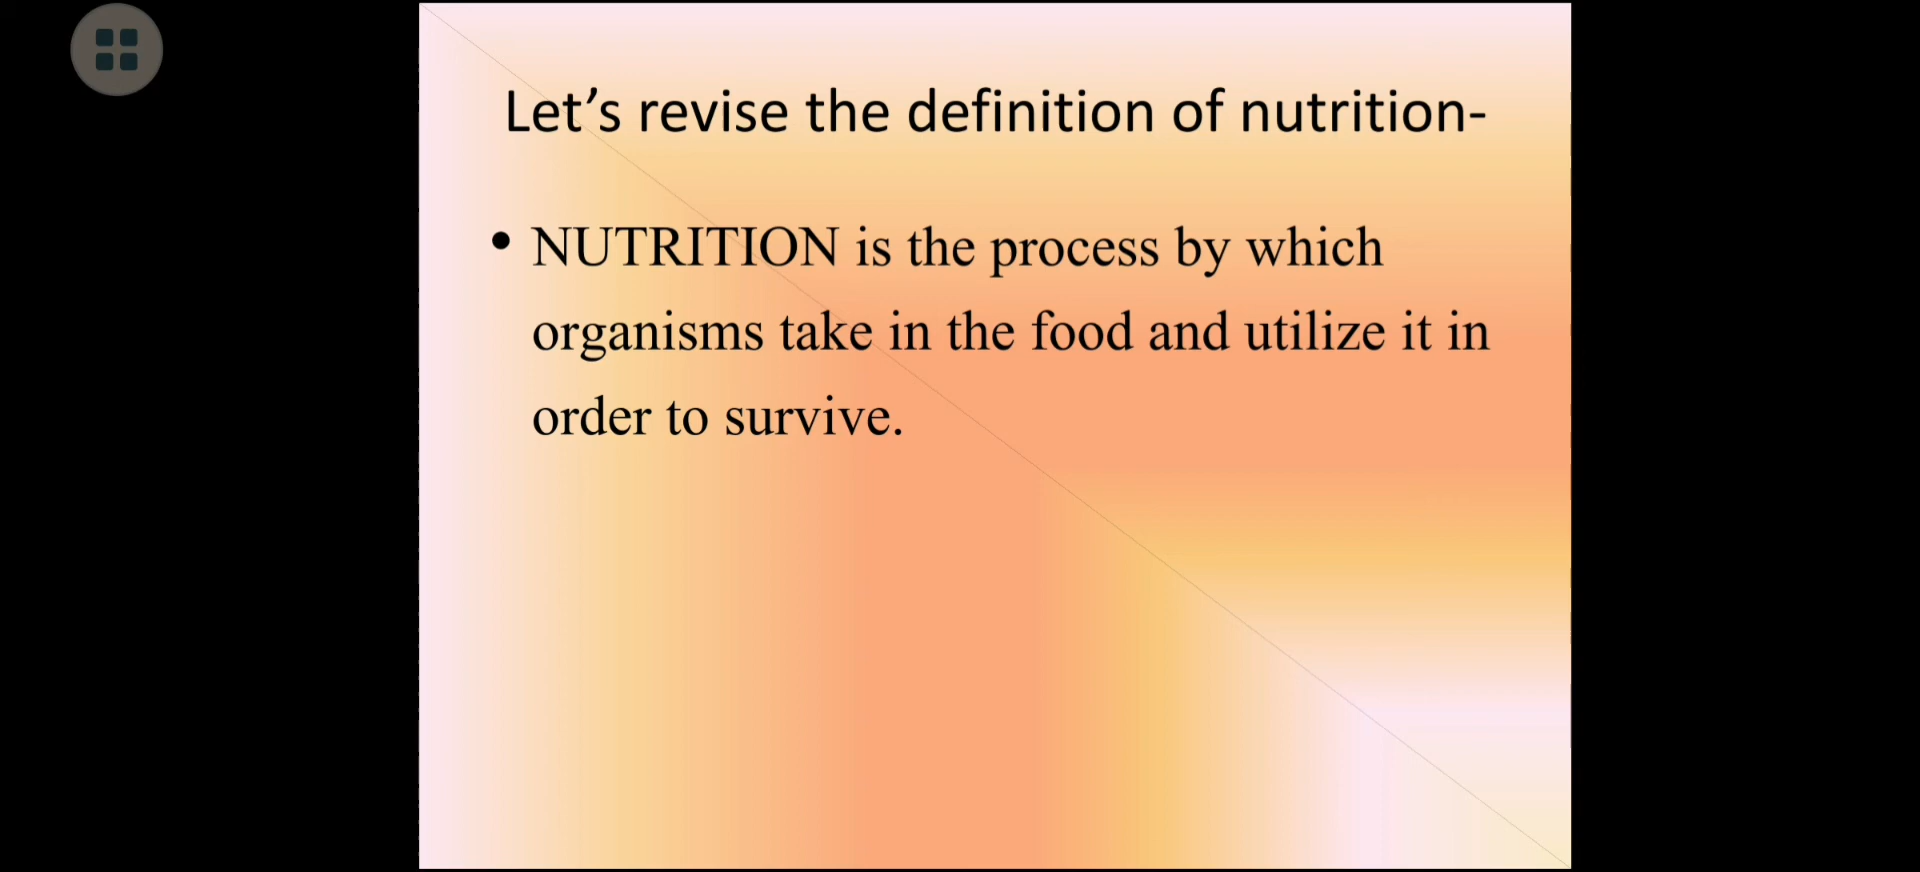 Let’s revise the definition of nutrition-
• NUTRITION is the process by which
organisms take in the food and utilize it in
order to survive.